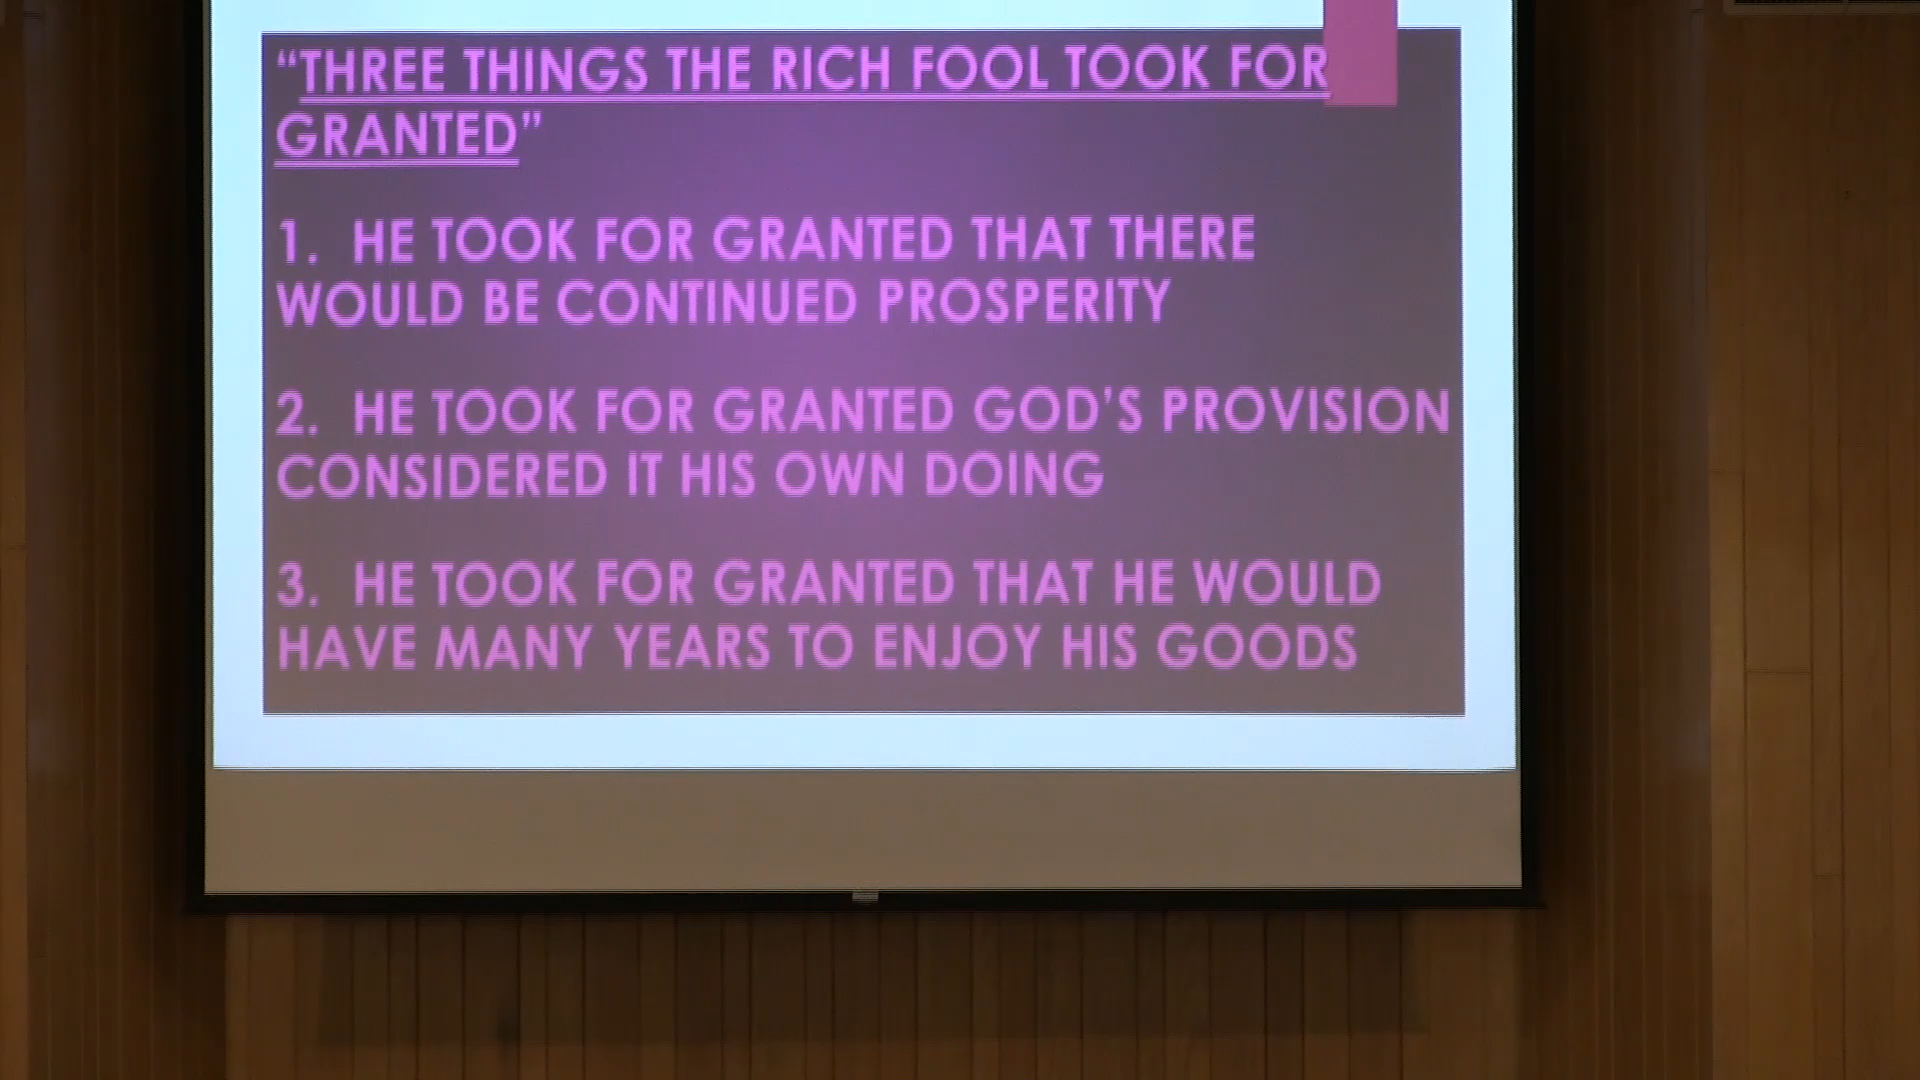 “THREE THINGS THE RICH FOOL TOOK FOR
GRANTED”
1. HE TOOK FOR GRANTED THAT THERE
WOULD BE CONTINUED PROSPERITY
2. HE TOOK FOR GRANTED GOD’S PROVISION
CONSIDERED IT HIS OWN DOING
3. HE TOOK FOR GRANTED THAT HE WOULD
HAVE MANY YEARS TO ENJOY HIS GOODS